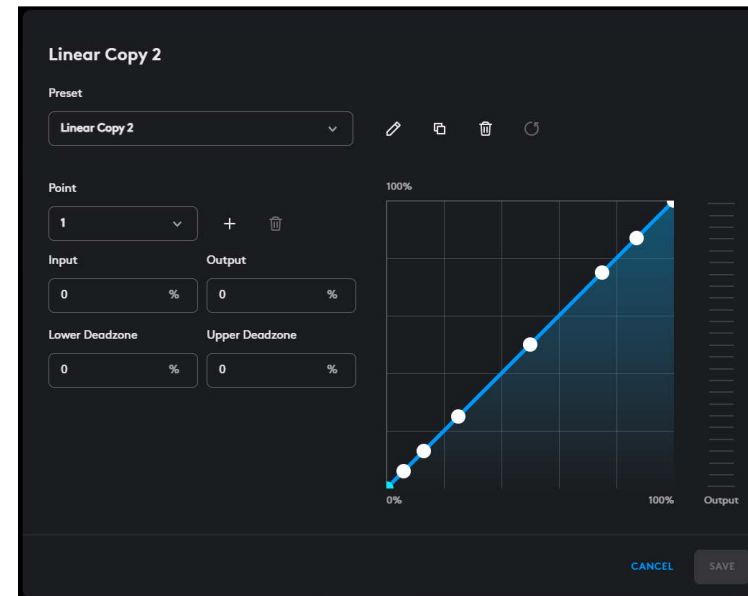 Linear Copy 2
Preset
Linear Copy 2
Point
1
Input Output
0 % 0 %
Lower Deadzone Upper Deadzone
0 % 0 %
100%
0% 100% Output
CANCEL SAVE